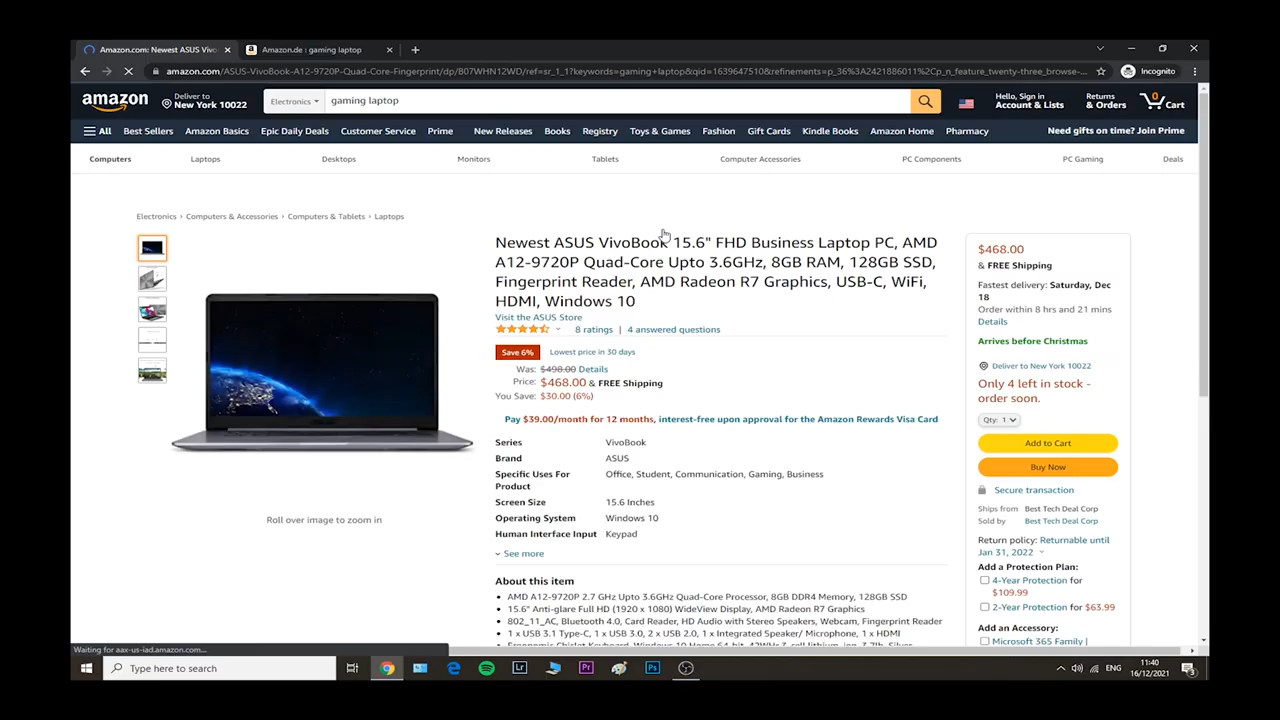 Amazon.com: Newest ASUS Vivo
Amazon.de : gaming laptop
amazon.com/ASUS-VivoBook-A12-9720P-Quad-Core-Fingerprint/dp/B07WHN12WD/ref=sr_1_1?keywords=gaming+laptop&qid=1639647510&refinements=p_36%3A2421886011%2Cp_n_feature_twenty-three_browse-...
Incognito
amazon
Deliver to
New York 10022
Electronics
gaming laptop
Hello, Sign in
Account & Lists
Returns
& Orders
0
Cart
All
Best Sellers
Amazon Basics
Epic Daily Deals
Customer Service
Prime
New Releases
Books
Registry
Toys & Games
Fashion
Gift Cards
Kindle Books
Amazon Home
Pharmacy
Need gifts on time? Join Prime
Computers
Laptops
Desktops
Monitors
Tablets
Computer Accessories
PC Components
PC Gaming
Deals
Electronics › Computers & Accessories › Computers & Tablets › Laptops
Roll over image to zoom in
Newest ASUS VivoBook 15.6" FHD Business Laptop PC, AMD
A12-9720P Quad-Core Upto 3.6GHz, 8GB RAM, 128GB SSD,
Fingerprint Reader, AMD Radeon R7 Graphics, USB-C, WiFi,
HDMI, Windows 10
Visit the ASUS Store
8 ratings | 4 answered questions
Save 6% Lowest price in 30 days
Was: $498.00 Details
Price: $468.00 & FREE Shipping
You Save: $30.00 (6%)
Pay $39.00/month for 12 months, interest-free upon approval for the Amazon Rewards Visa Card
Series VivoBook
Brand ASUS
Specific Uses For Office, Student, Communication, Gaming, Business
Product
Screen Size 15.6 Inches
Operating System Windows 10
Human Interface Input Keypad
See more
About this item
• AMD A12-9720P 2.7 GHz Upto 3.6GHz Quad-Core Processor, 8GB DDR4 Memory, 128GB SSD
• 15.6" Anti-glare Full HD (1920 x 1080) WideView Display, AMD Radeon R7 Graphics
• 802_11_AC, Bluetooth 4.0, Card Reader, HD Audio with Stereo Speakers, Webcam, Fingerprint Reader
• 1 x USB 3.1 Type-C, 1 x USB 3.0, 2 x USB 2.0, 1 x Integrated Speaker/ Microphone, 1 x HDMI
$468.00
& FREE Shipping
Fastest delivery: Saturday, Dec
18
Order within 8 hrs and 21 mins
Details
Arrives before Christmas
Deliver to New York 10022
Only 4 left in stock -
order soon.
Qty: 1
Add to Cart
Buy Now
Secure transaction
Ships from Best Tech Deal Corp
Sold by Best Tech Deal Corp
Return policy: Returnable until
Jan 31, 2022
Add a Protection Plan:
4-Year Protection for
$109.99
2-Year Protection for $63.99
Add an Accessory:
Microsoft 365 Family |
Waiting for aax-us-iad.amazon.com...
Type here to search
Lr
Pr
Ps
ENG
11:40
16/12/2021
3